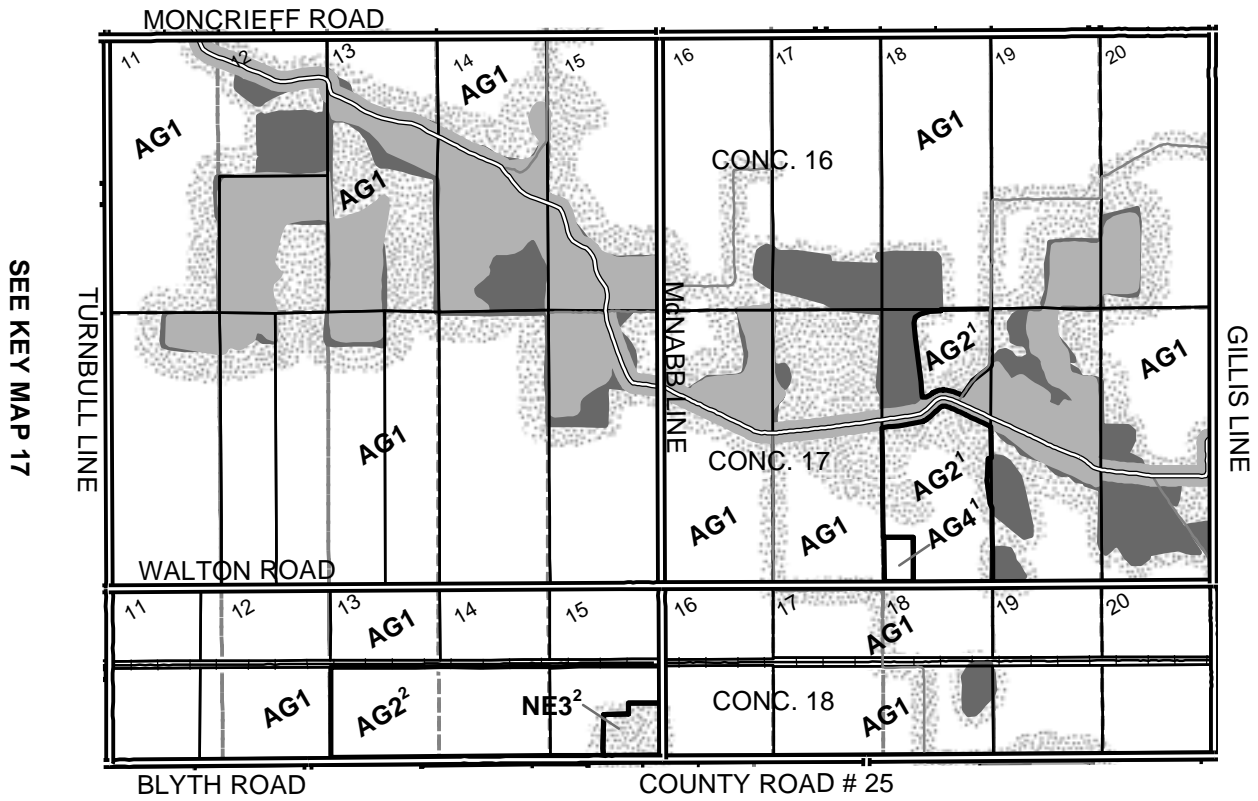 MONCRIEFF ROAD
11
12
13
14
15
16
17
18
19
20
AG1
AG1
AG1
CONC. 16
AG1
SEE KEY MAP 17
TURNBULL LINE
McNABB LINE
GILLIS LINE
AG2¹
AG1
AG1
CONC. 17
AG2¹
AG1
AG1
AG4¹
WALTON ROAD
11
12
13
14
15
16
17
18
19
20
AG1
AG1
AG1
AG2²
NE3²
CONC. 18
AG1
BLYTH ROAD
COUNTY ROAD # 25